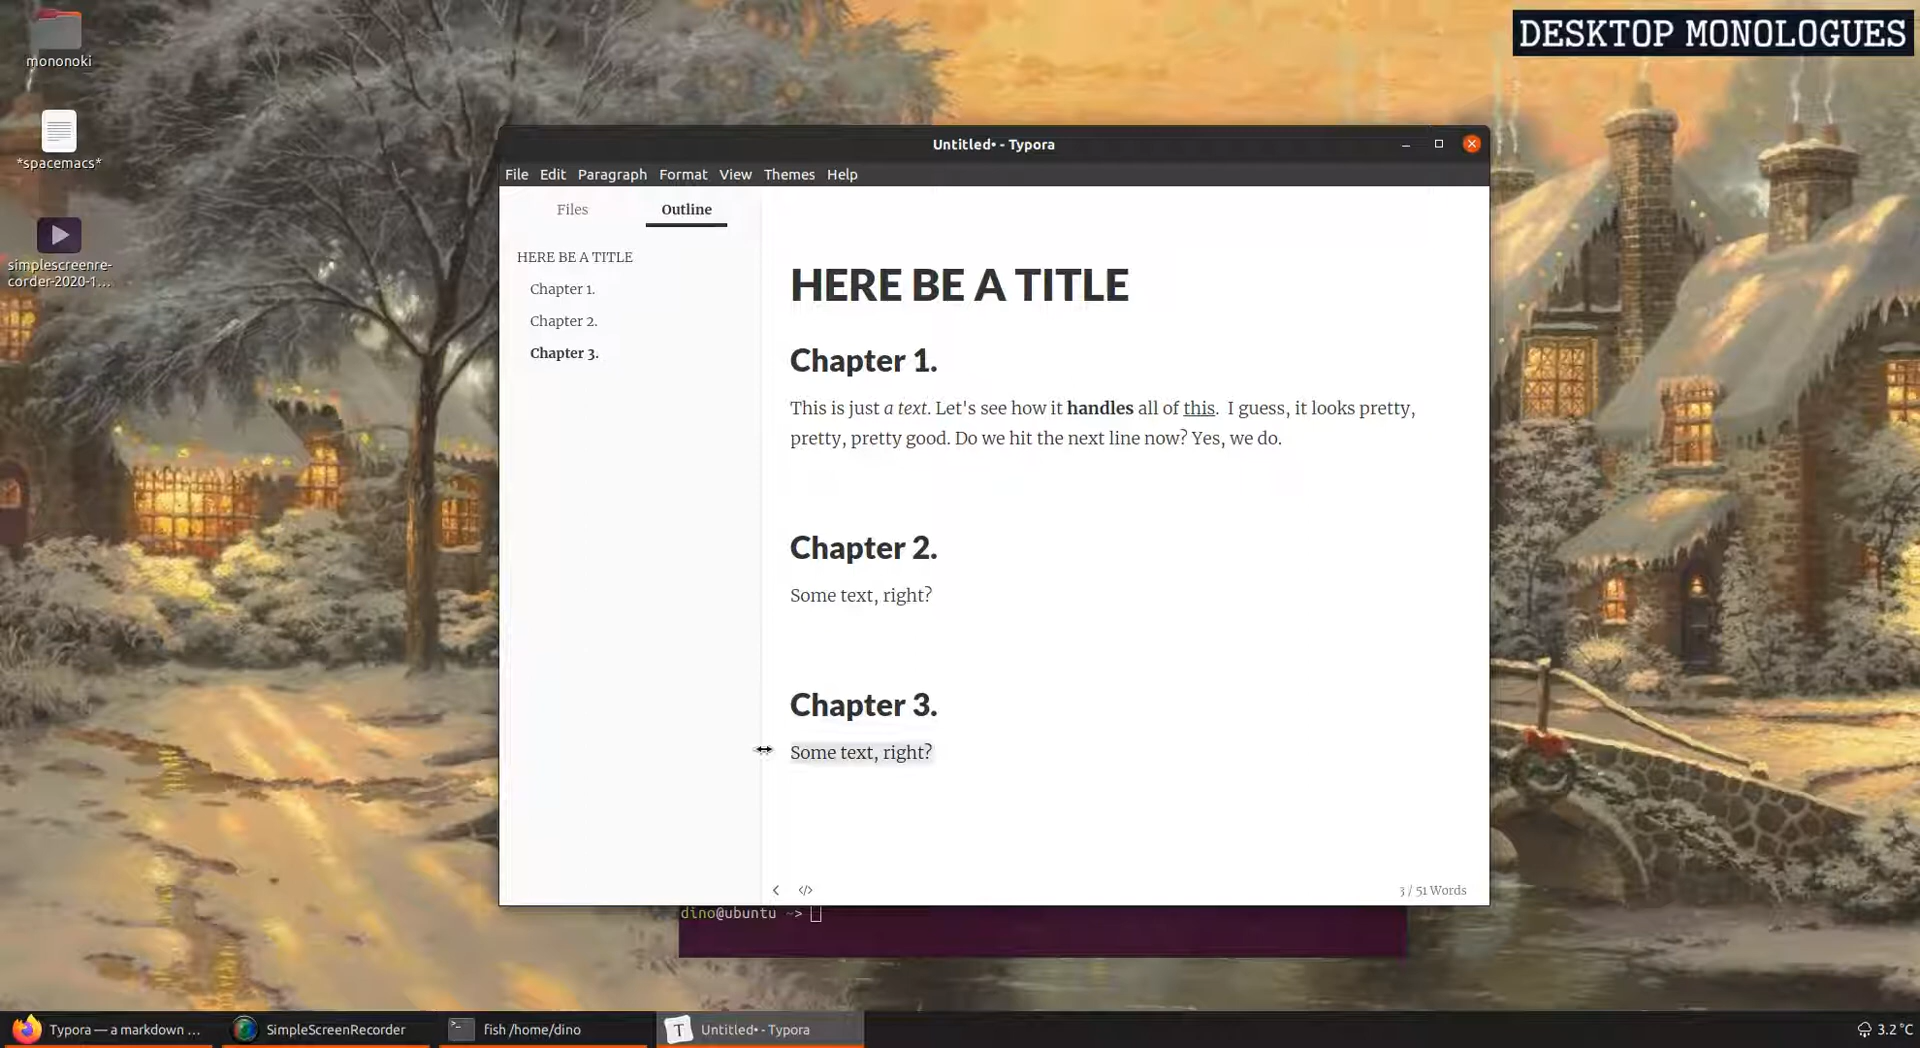 mononoki
*spacemacs*
simplescreenre-
corder-2020-1...
DESKTOP MONOLOGUES
Untitled• - Typora
File Edit Paragraph Format View Themes Help
Files Outline
HERE BE A TITLE
Chapter 1.
Chapter 2.
Chapter 3.
HERE BE A TITLE
Chapter 1.
This is just a text. Let's see how it handles all of this. I guess, it looks pretty,
pretty, pretty good. Do we hit the next line now? Yes, we do.
Chapter 2.
Some text, right?
Chapter 3.
Some text, right?
</>
3 / 51 Words
dino@ubuntu ~>
Typora — a markdown ...
SimpleScreenRecorder
fish /home/dino
T Untitled• - Typora
3.2 °C